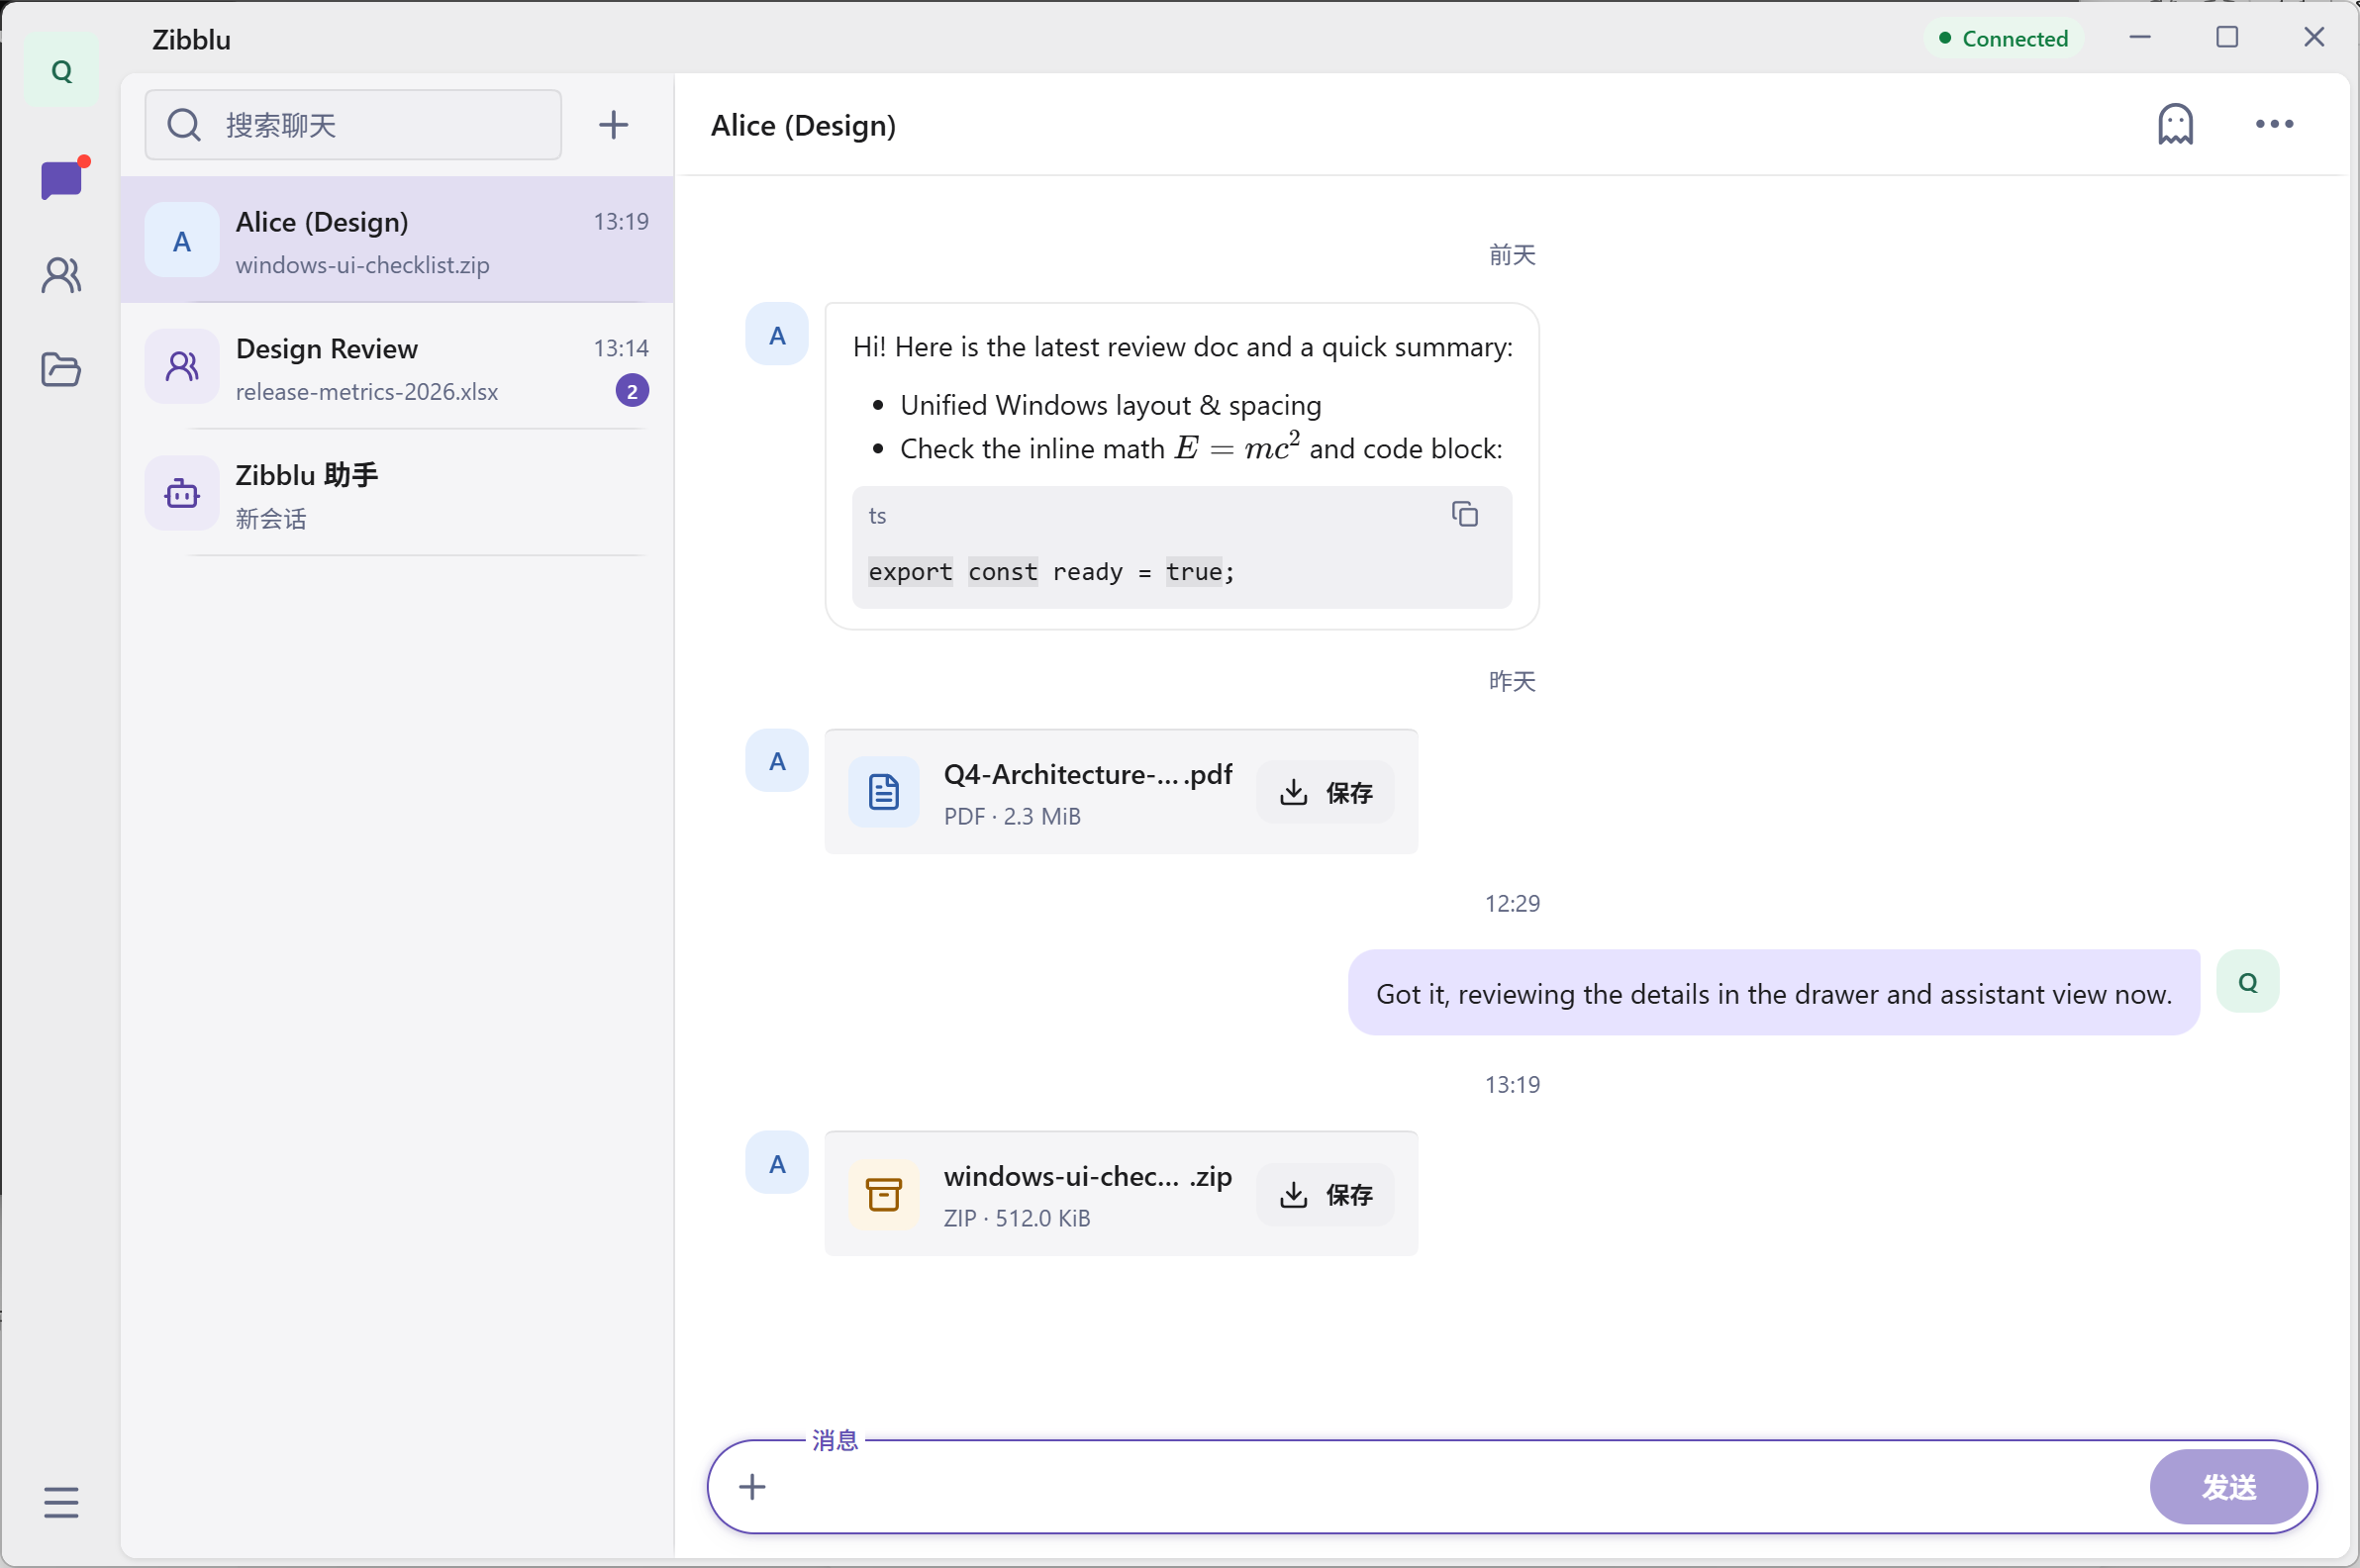 Q
Zibblu
Connected
搜索聊天
Alice (Design)
13:19
A
windows-ui-checklist.zip
Design Review
13:14
release-metrics-2026.xlsx
2
Zibblu 助手
新会话
Alice (Design)
前天
A
Hi! Here is the latest review doc and a quick summary:
• Unified Windows layout & spacing
• Check the inline math E = mc² and code block:
ts
export const ready = true;
昨天
A
Q4-Architecture-... .pdf
保存
PDF · 2.3 MiB
12:29
Got it, reviewing the details in the drawer and assistant view now.
Q
13:19
A
windows-ui-chec... .zip
保存
ZIP · 512.0 KiB
消息
发送